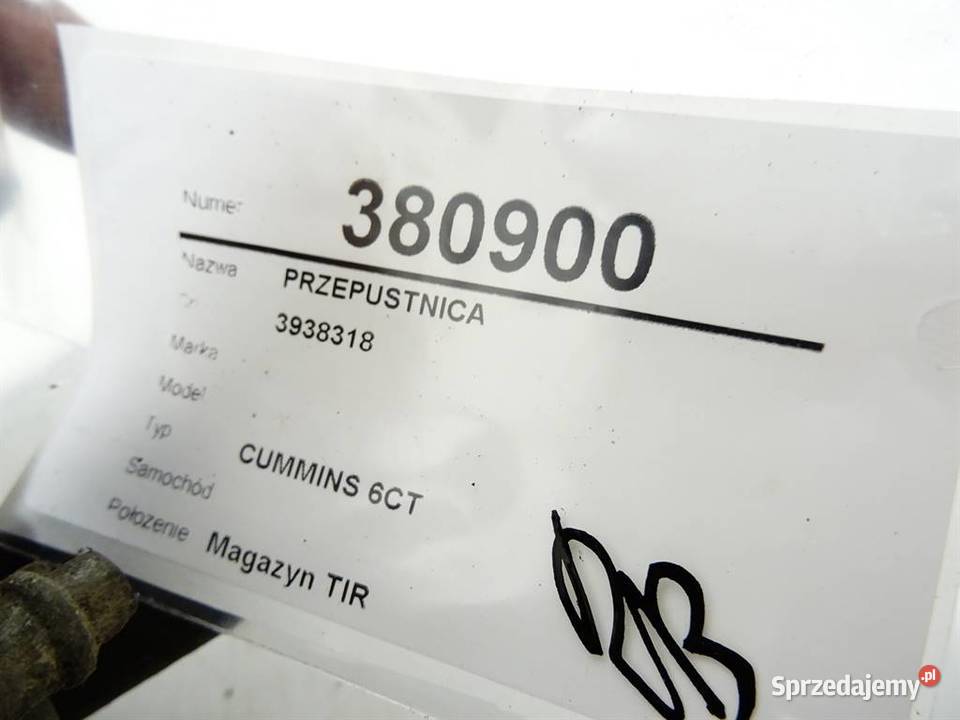 Numer 380900
Nazwa PRZEPUSTNICA
3938318
Marka
Model
Typ
Samochód CUMMINS 6CT
Położenie Magazyn TIR
Sprzedajemy.pl